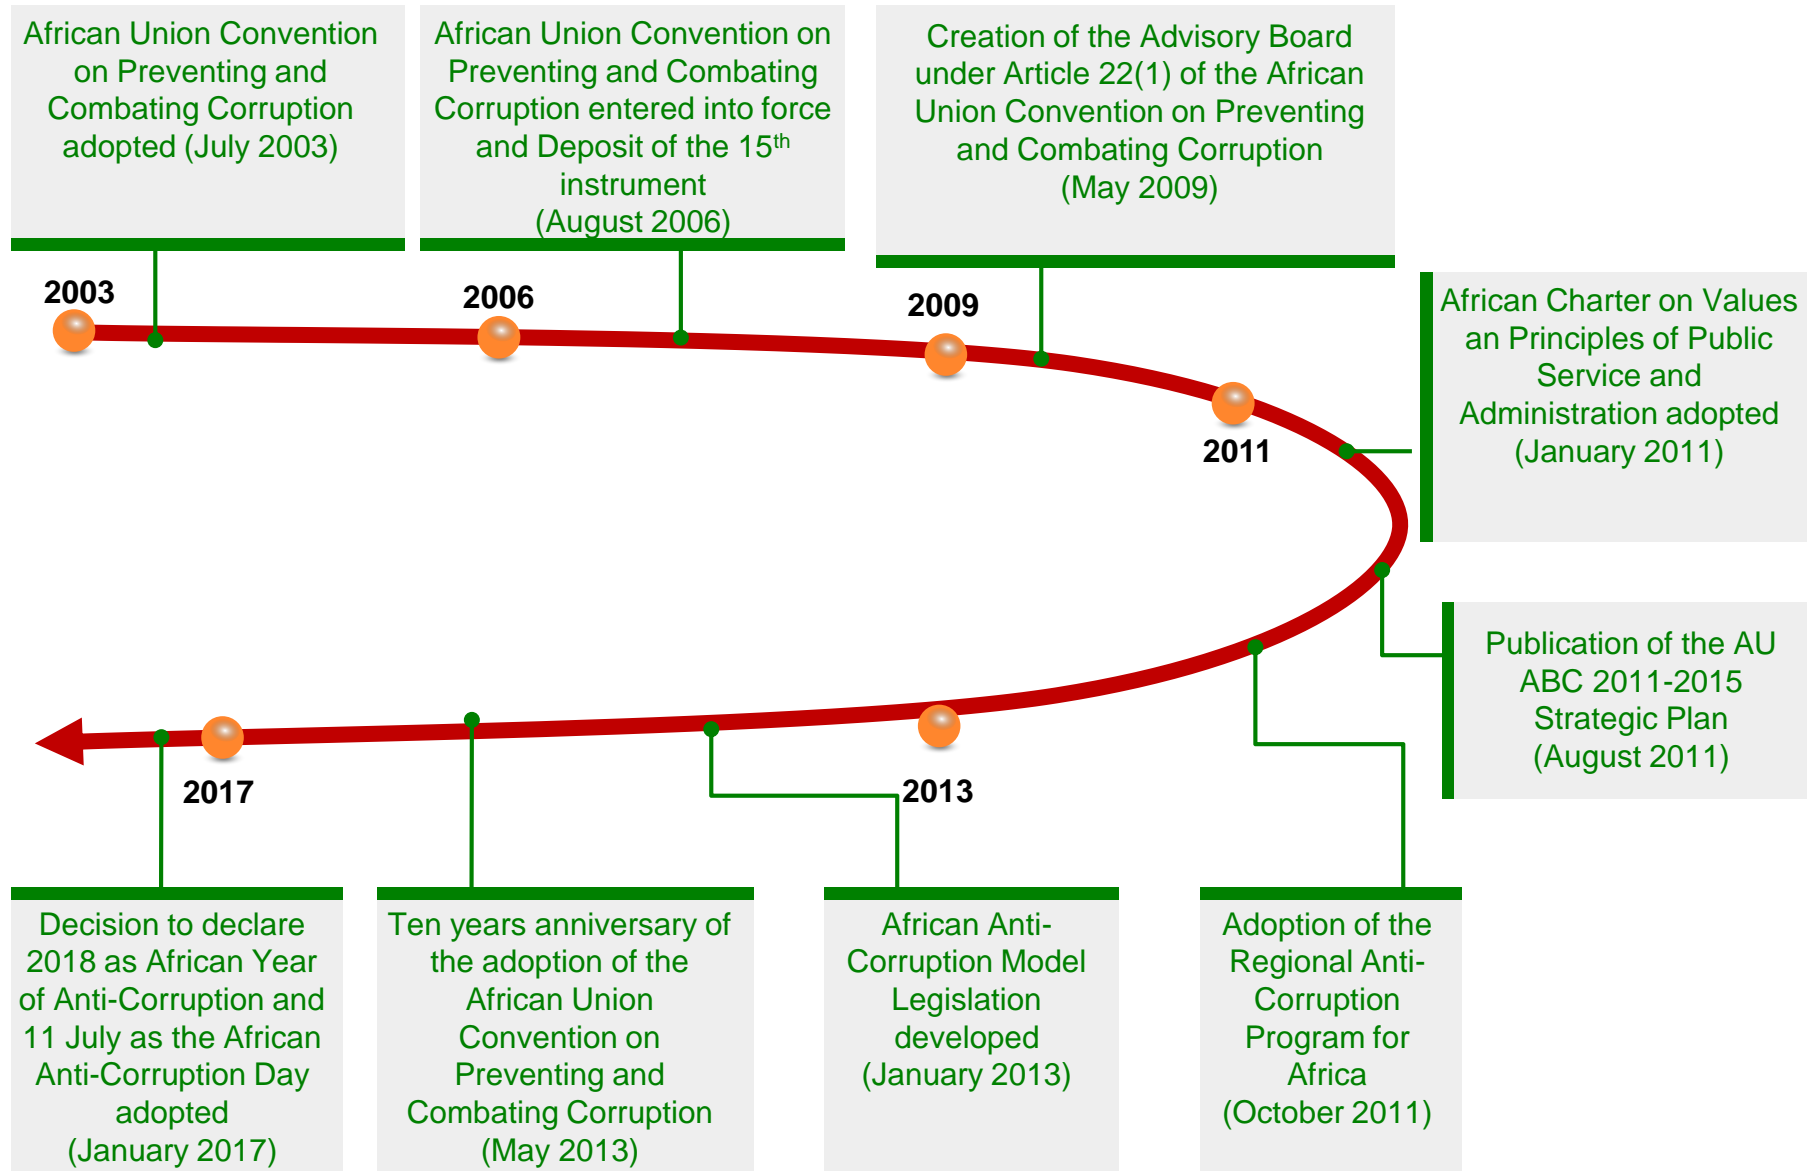 African Union Convention
on Preventing and
Combating Corruption
adopted (July 2003)
African Union Convention on
Preventing and Combating
Corruption entered into force
and Deposit of the 15th
instrument
(August 2006)
Creation of the Advisory Board
under Article 22(1) of the African
Union Convention on Preventing
and Combating Corruption
(May 2009)
2003
2006
2009
2011
African Charter on Values
an Principles of Public
Service and
Administration adopted
(January 2011)
Publication of the AU
ABC 2011-2015
Strategic Plan
(August 2011)
2013
2017
Decision to declare
2018 as African Year
of Anti-Corruption and
11 July as the African
Anti-Corruption Day
adopted
(January 2017)
Ten years anniversary of
the adoption of the
African Union
Convention on
Preventing and
Combating Corruption
(May 2013)
African Anti-
Corruption Model
Legislation
developed
(January 2013)
Adoption of the
Regional Anti-
Corruption
Program for
Africa
(October 2011)